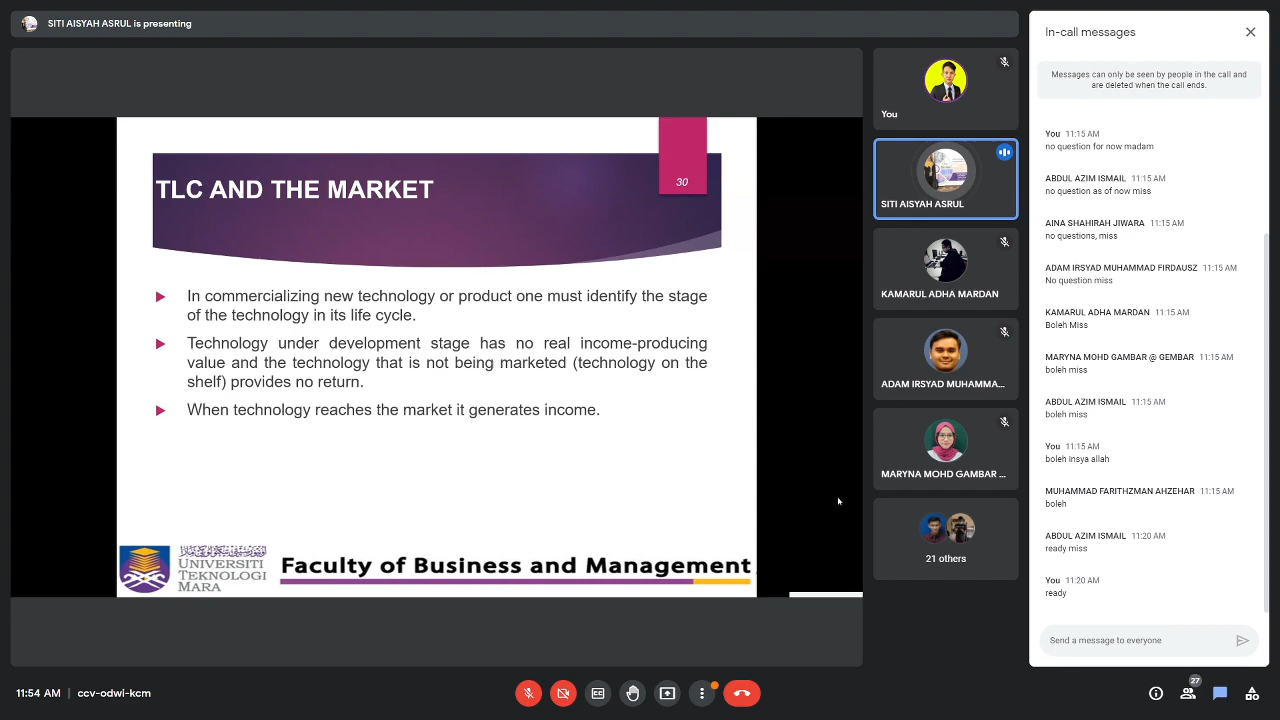 SITI AISYAH ASRUL is presenting
30
TLC AND THE MARKET
In commercializing new technology or product one must identify the stage
of the technology in its life cycle.
Technology under development stage has no real income-producing
value and the technology that is not being marketed (technology on the
shelf) provides no return.
When technology reaches the market it generates income.
UNIVERSITI
TEKNOLOGI
MARA
Faculty of Business and Management
You
SITI AISYAH ASRUL
KAMARUL ADHA MARDAN
ADAM IRSYAD MUHAMMA...
MARYNA MOHD GAMBAR ...
21 others
In-call messages
Messages can only be seen by people in the call and
are deleted when the call ends.
You 11:15 AM
no question for now madam
ABDUL AZIM ISMAIL 11:15 AM
no question as of now miss
AINA SHAHIRAH JIWARA 11:15 AM
no questions, miss
ADAM IRSYAD MUHAMMAD FIRDAUSZ 11:15 AM
No question miss
KAMARUL ADHA MARDAN 11:15 AM
Boleh Miss
MARYNA MOHD GAMBAR @ GEMBAR 11:15 AM
boleh miss
ABDUL AZIM ISMAIL 11:15 AM
boleh miss
You 11:15 AM
boleh insya allah
MUHAMMAD FARITHZMAN AHZEHAR 11:15 AM
boleh
ABDUL AZIM ISMAIL 11:20 AM
ready miss
You 11:20 AM
ready
Send a message to everyone
11:54 AM | ccv-odwi-kcm
27